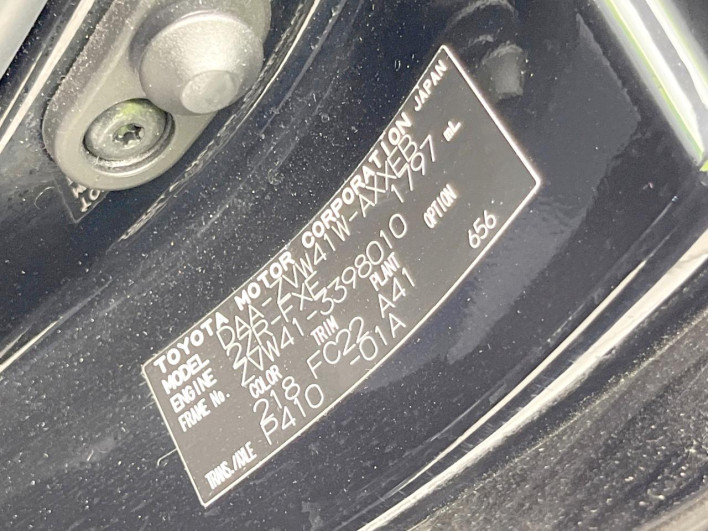 TOYOTA MOTOR CORPORATION JAPAN
MODEL DAA-ZVW41W-AXXEB
ENGINE 2ZR-FXE 1797 mL
FRAME No. ZVW41-3398010
COLOR TRIM PLANT OPTION
218 FC22 A41 656
TRANS./AXLE P410 -01A